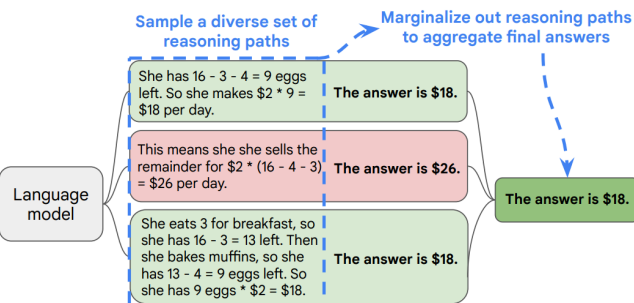 Sample a diverse set of
reasoning paths
Marginalize out reasoning paths
to aggregate final answers
Language
model
She has 16 - 3 - 4 = 9 eggs
left. So she makes $2 * 9 =
$18 per day.
The answer is $18.
This means she she sells the
remainder for $2 * (16 - 4 - 3)
= $26 per day.
The answer is $26.
She eats 3 for breakfast, so
she has 16 - 3 = 13 left. Then
she bakes muffins, so she
has 13 - 4 = 9 eggs left. So
she has 9 eggs * $2 = $18.
The answer is $18.
The answer is $18.